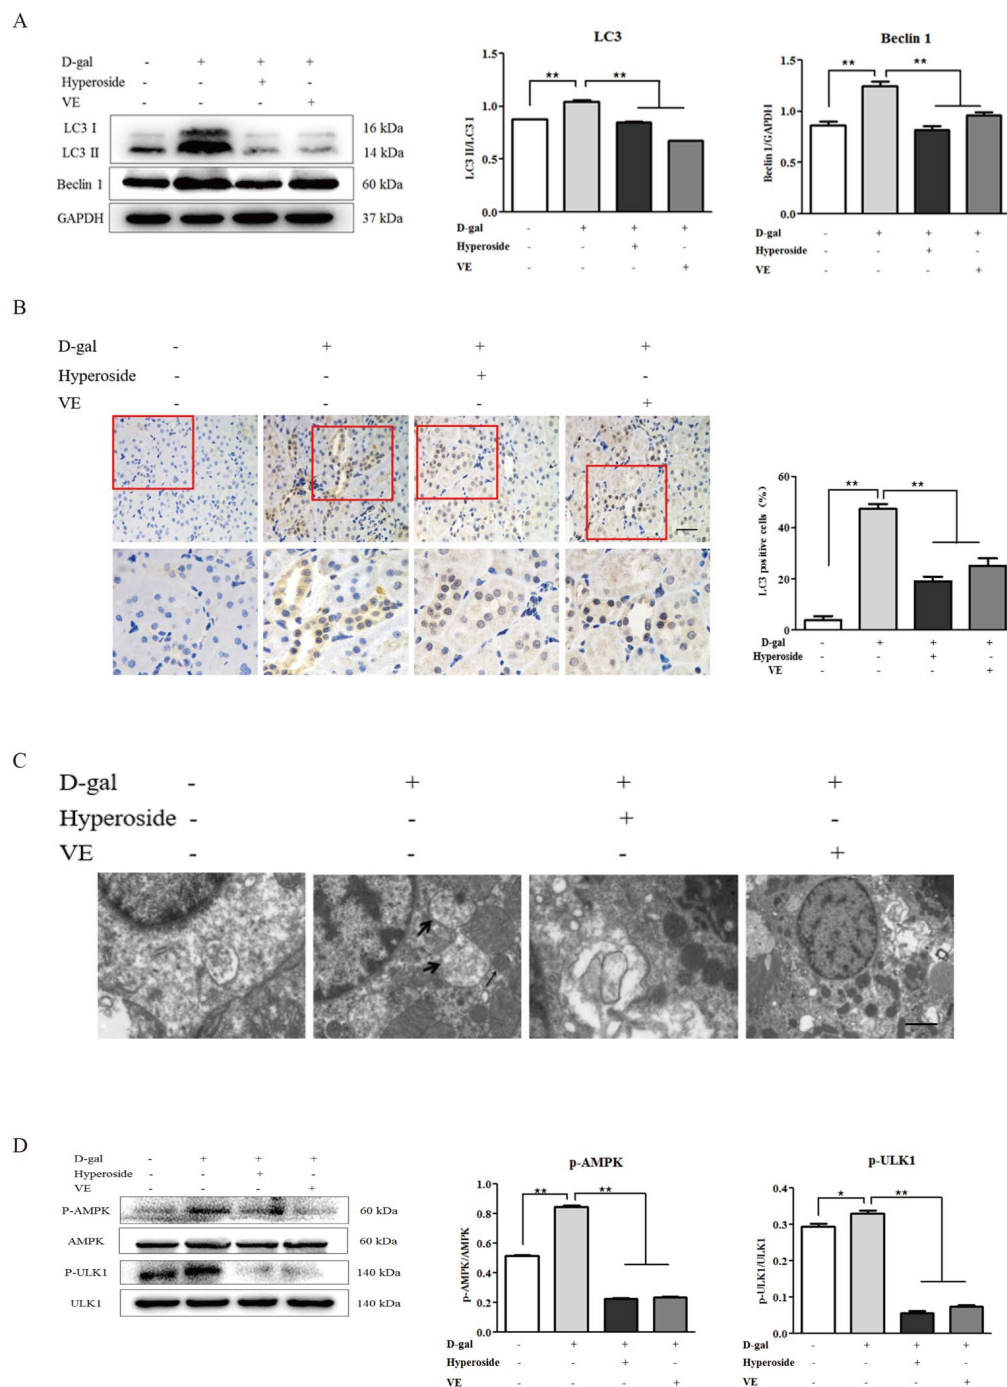 A
D-gal - + + +
Hyperoside - - + -
VE - - - +
LC3 I 16 kDa
LC3 II 14 kDa
Beclin 1 60 kDa
GAPDH 37 kDa
LC3
1.5
1.0
0.5
0.0
LC3 II/LC3 I
** **
D-gal - + + +
Hyperoside - - + -
VE - - - +
Beclin 1
1.5
1.0
0.5
0.0
Beclin 1/GAPDH
** **
D-gal - + + +
Hyperoside - - + -
VE - - - +
B
D-gal - + + +
Hyperoside - - + -
VE - - - +
60
40
20
0
LC3 positive cells (%)
** **
D-gal - + + +
Hyperoside - - + -
VE - - - +
C
D-gal - + + +
Hyperoside - - + -
VE - - - +
D
D-gal - + + +
Hyperoside - - + -
VE - - - +
P-AMPK 60 kDa
AMPK 60 kDa
P-ULK1 140 kDa
ULK1 140 kDa
p-AMPK
1.0
0.8
0.6
0.4
0.2
0.0
p-AMPK/AMPK
** **
D-gal - + + +
Hyperoside - - + -
VE - - - +
p-ULK1
0.4
0.3
0.2
0.1
0.0
p-ULK1/ULK1
* **
D-gal - + + +
Hyperoside - - + -
VE - - - +